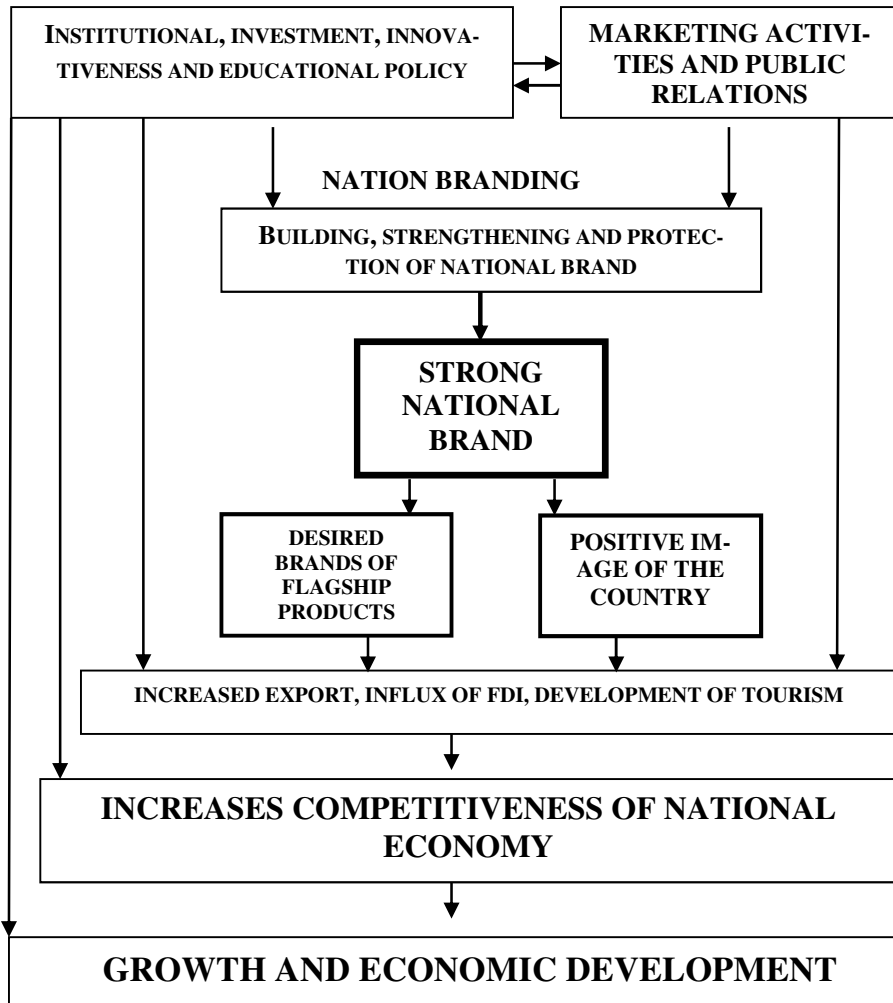 INSTITUTIONAL, INVESTMENT, INNOVA-
TIVENESS AND EDUCATIONAL POLICY
MARKETING ACTIVI-
TIES AND PUBLIC
RELATIONS
NATION BRANDING
BUILDING, STRENGTHENING AND PROTEC-
TION OF NATIONAL BRAND
STRONG
NATIONAL
BRAND
DESIRED
BRANDS OF
FLAGSHIP
PRODUCTS
POSITIVE IM-
AGE OF THE
COUNTRY
INCREASED EXPORT, INFLUX OF FDI, DEVELOPMENT OF TOURISM
INCREASES COMPETITIVENESS OF NATIONAL
ECONOMY
GROWTH AND ECONOMIC DEVELOPMENT